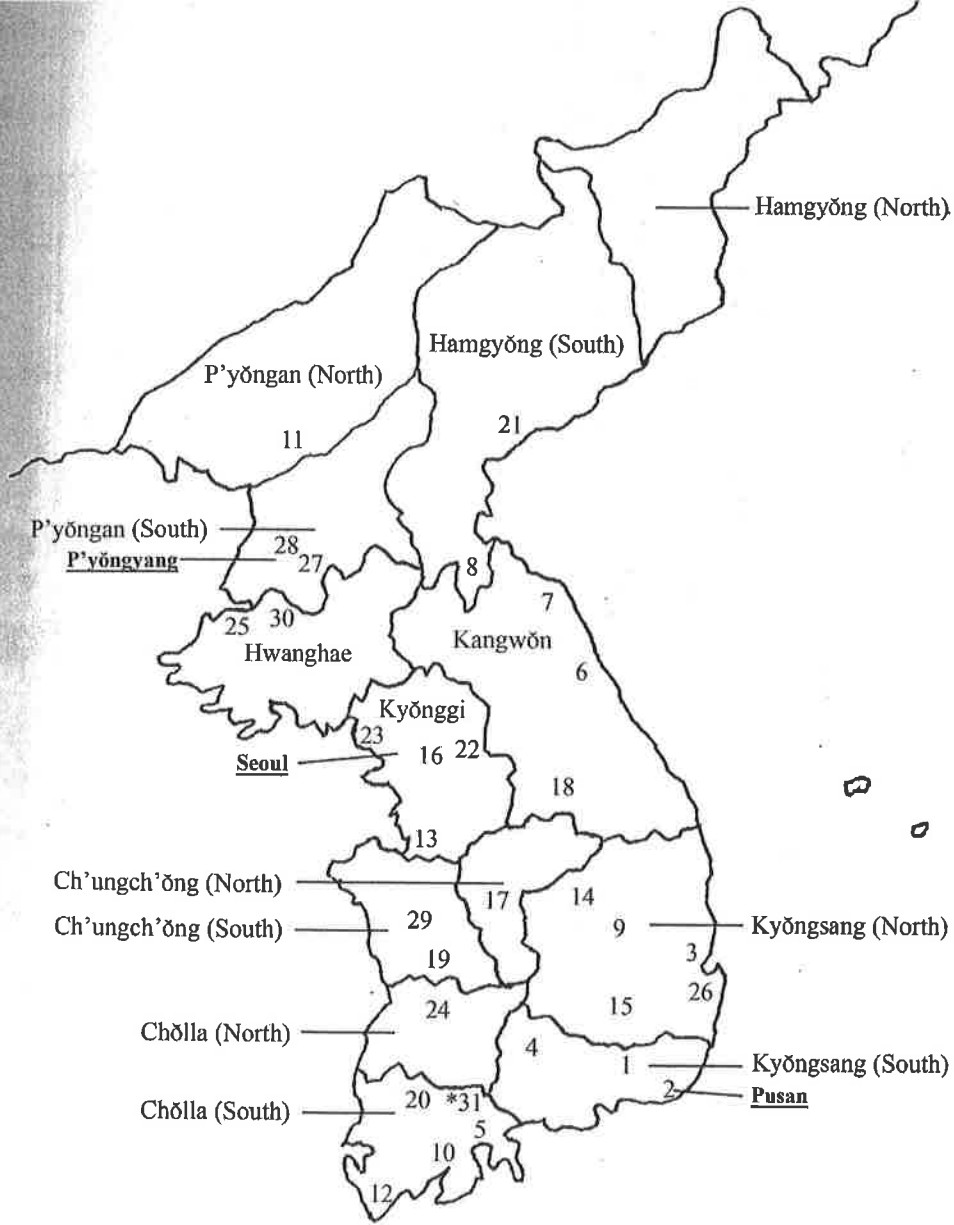 Hamgyŏng (North)
Hamgyŏng (South)
P'yŏngan (North)
21
11
P'yŏngan (South)
28
P'yŏngyang
27
8
7
25
30
Hwanghae
Kangwŏn
6
Kyŏnggi
23
16
22
Seoul
18
13
Ch'ungch'ŏng (North)
17
14
Ch'ungch'ŏng (South)
29
9
Kyŏngsang (North)
19
3
26
24
15
Chŏlla (North)
4
1
Kyŏngsang (South)
2
Pusan
Chŏlla (South)
20
*31
5
10
12